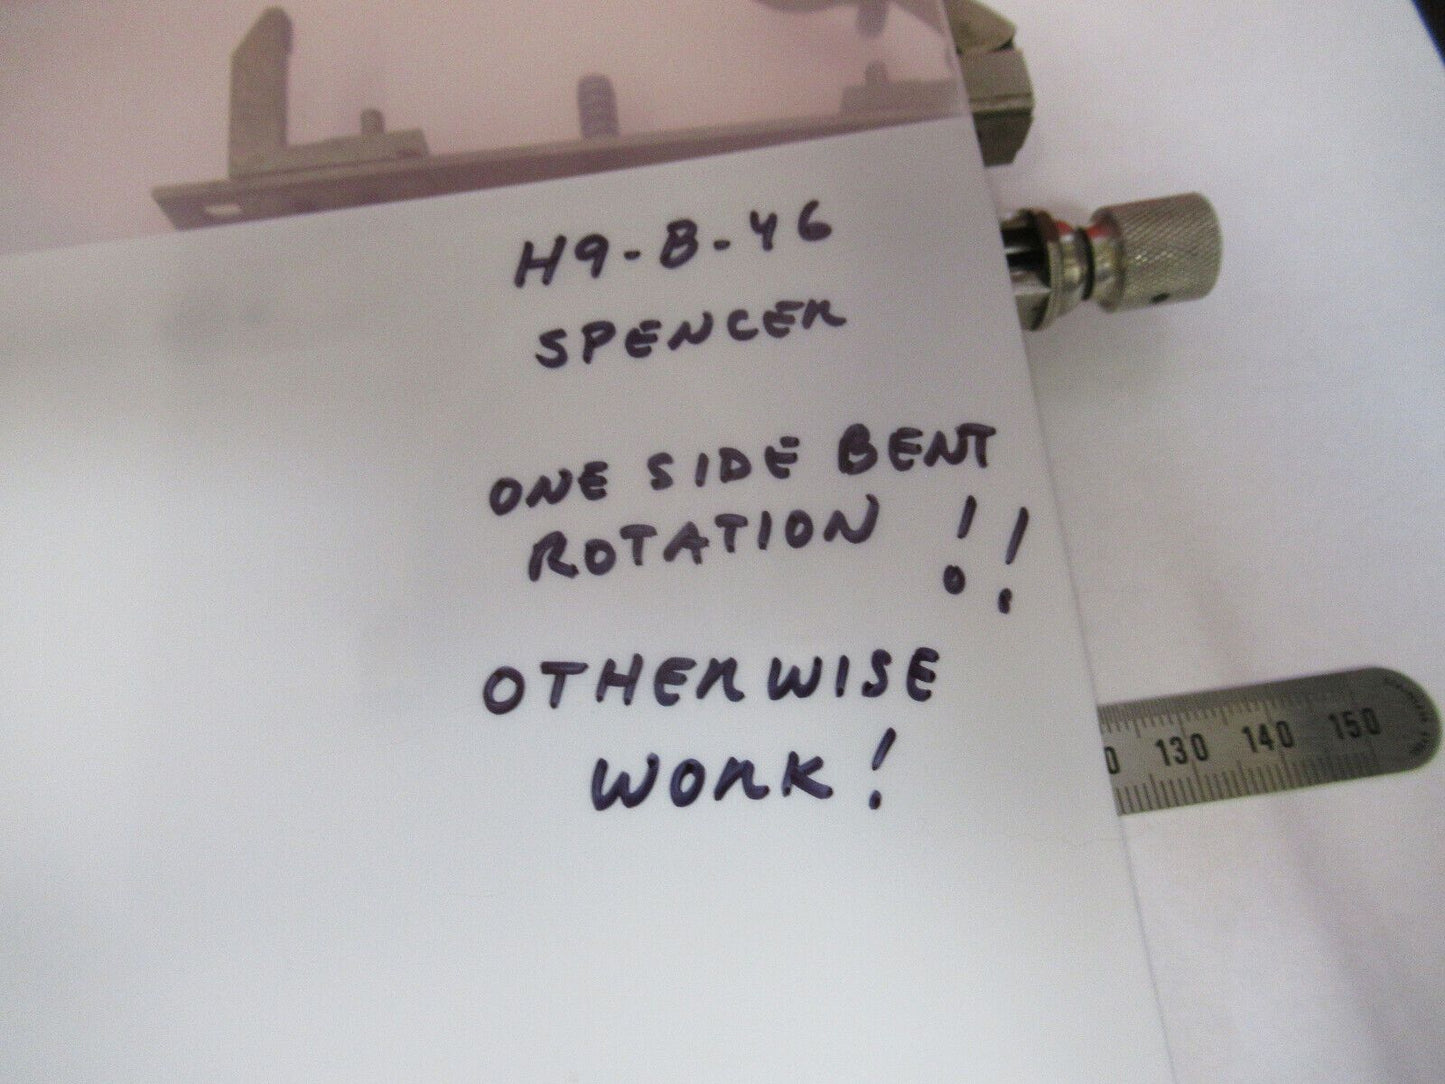 H9-B-46
SPENCER
ONE SIDE BENT
ROTATION !!
OTHERWISE
WORK!
0 130 140 150